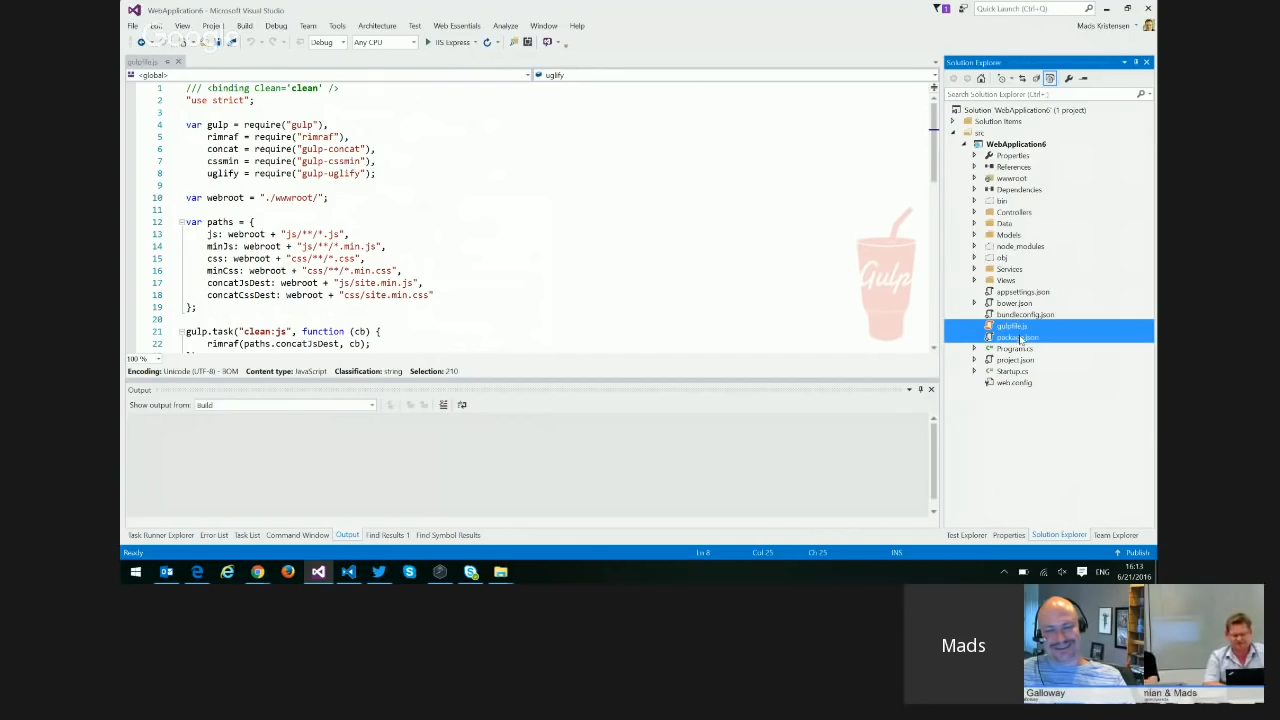 WebApplication6 - Microsoft Visual Studio
Quick Launch (Ctrl+Q)
File Edit View Project Build Debug Team Tools Architecture Test Web Essentials Analyze Window Help
Mads Kristensen
Google
Debug Any CPU IIS Express
gulpfile.js
<global> uglify
1 /// <binding Clean='clean' />
2 "use strict";
3
4 var gulp = require("gulp"),
5 rimraf = require("rimraf"),
6 concat = require("gulp-concat"),
7 cssmin = require("gulp-cssmin"),
8 uglify = require("gulp-uglify");
9
10 var webroot = "./wwwroot/";
11
12 var paths = {
13 js: webroot + "js/**/*.js",
14 minJs: webroot + "js/**/*.min.js",
15 css: webroot + "css/**/*.css",
16 minCss: webroot + "css/**/*.min.css",
17 concatJsDest: webroot + "js/site.min.js",
18 concatCssDest: webroot + "css/site.min.css"
19 };
20
21 gulp.task("clean:js", function (cb) {
22 rimraf(paths.concatJsDest, cb);
Gulp
100 %
Encoding: Unicode (UTF-8) - BOM Content type: JavaScript Classification: string Selection: 210
Output
Show output from: Build
Task Runner Explorer Error List Task List Command Window Output Find Results 1 Find Symbol Results
Solution Explorer
Search Solution Explorer (Ctrl+;)
Solution 'WebApplication6' (1 project)
Solution Items
src
WebApplication6
Properties
References
wwwroot
Dependencies
bin
Controllers
Data
Models
node_modules
obj
Services
Views
appsettings.json
bower.json
bundleconfig.json
gulpfile.js
package.json
Program.cs
project.json
Startup.cs
web.config
Test Explorer Properties Solution Explorer Team Explorer
Ready Ln 8 Col 25 Ch 25 INS Publish
ENG 16:13
6/21/2016
Mads
Galloway
mian & Mads